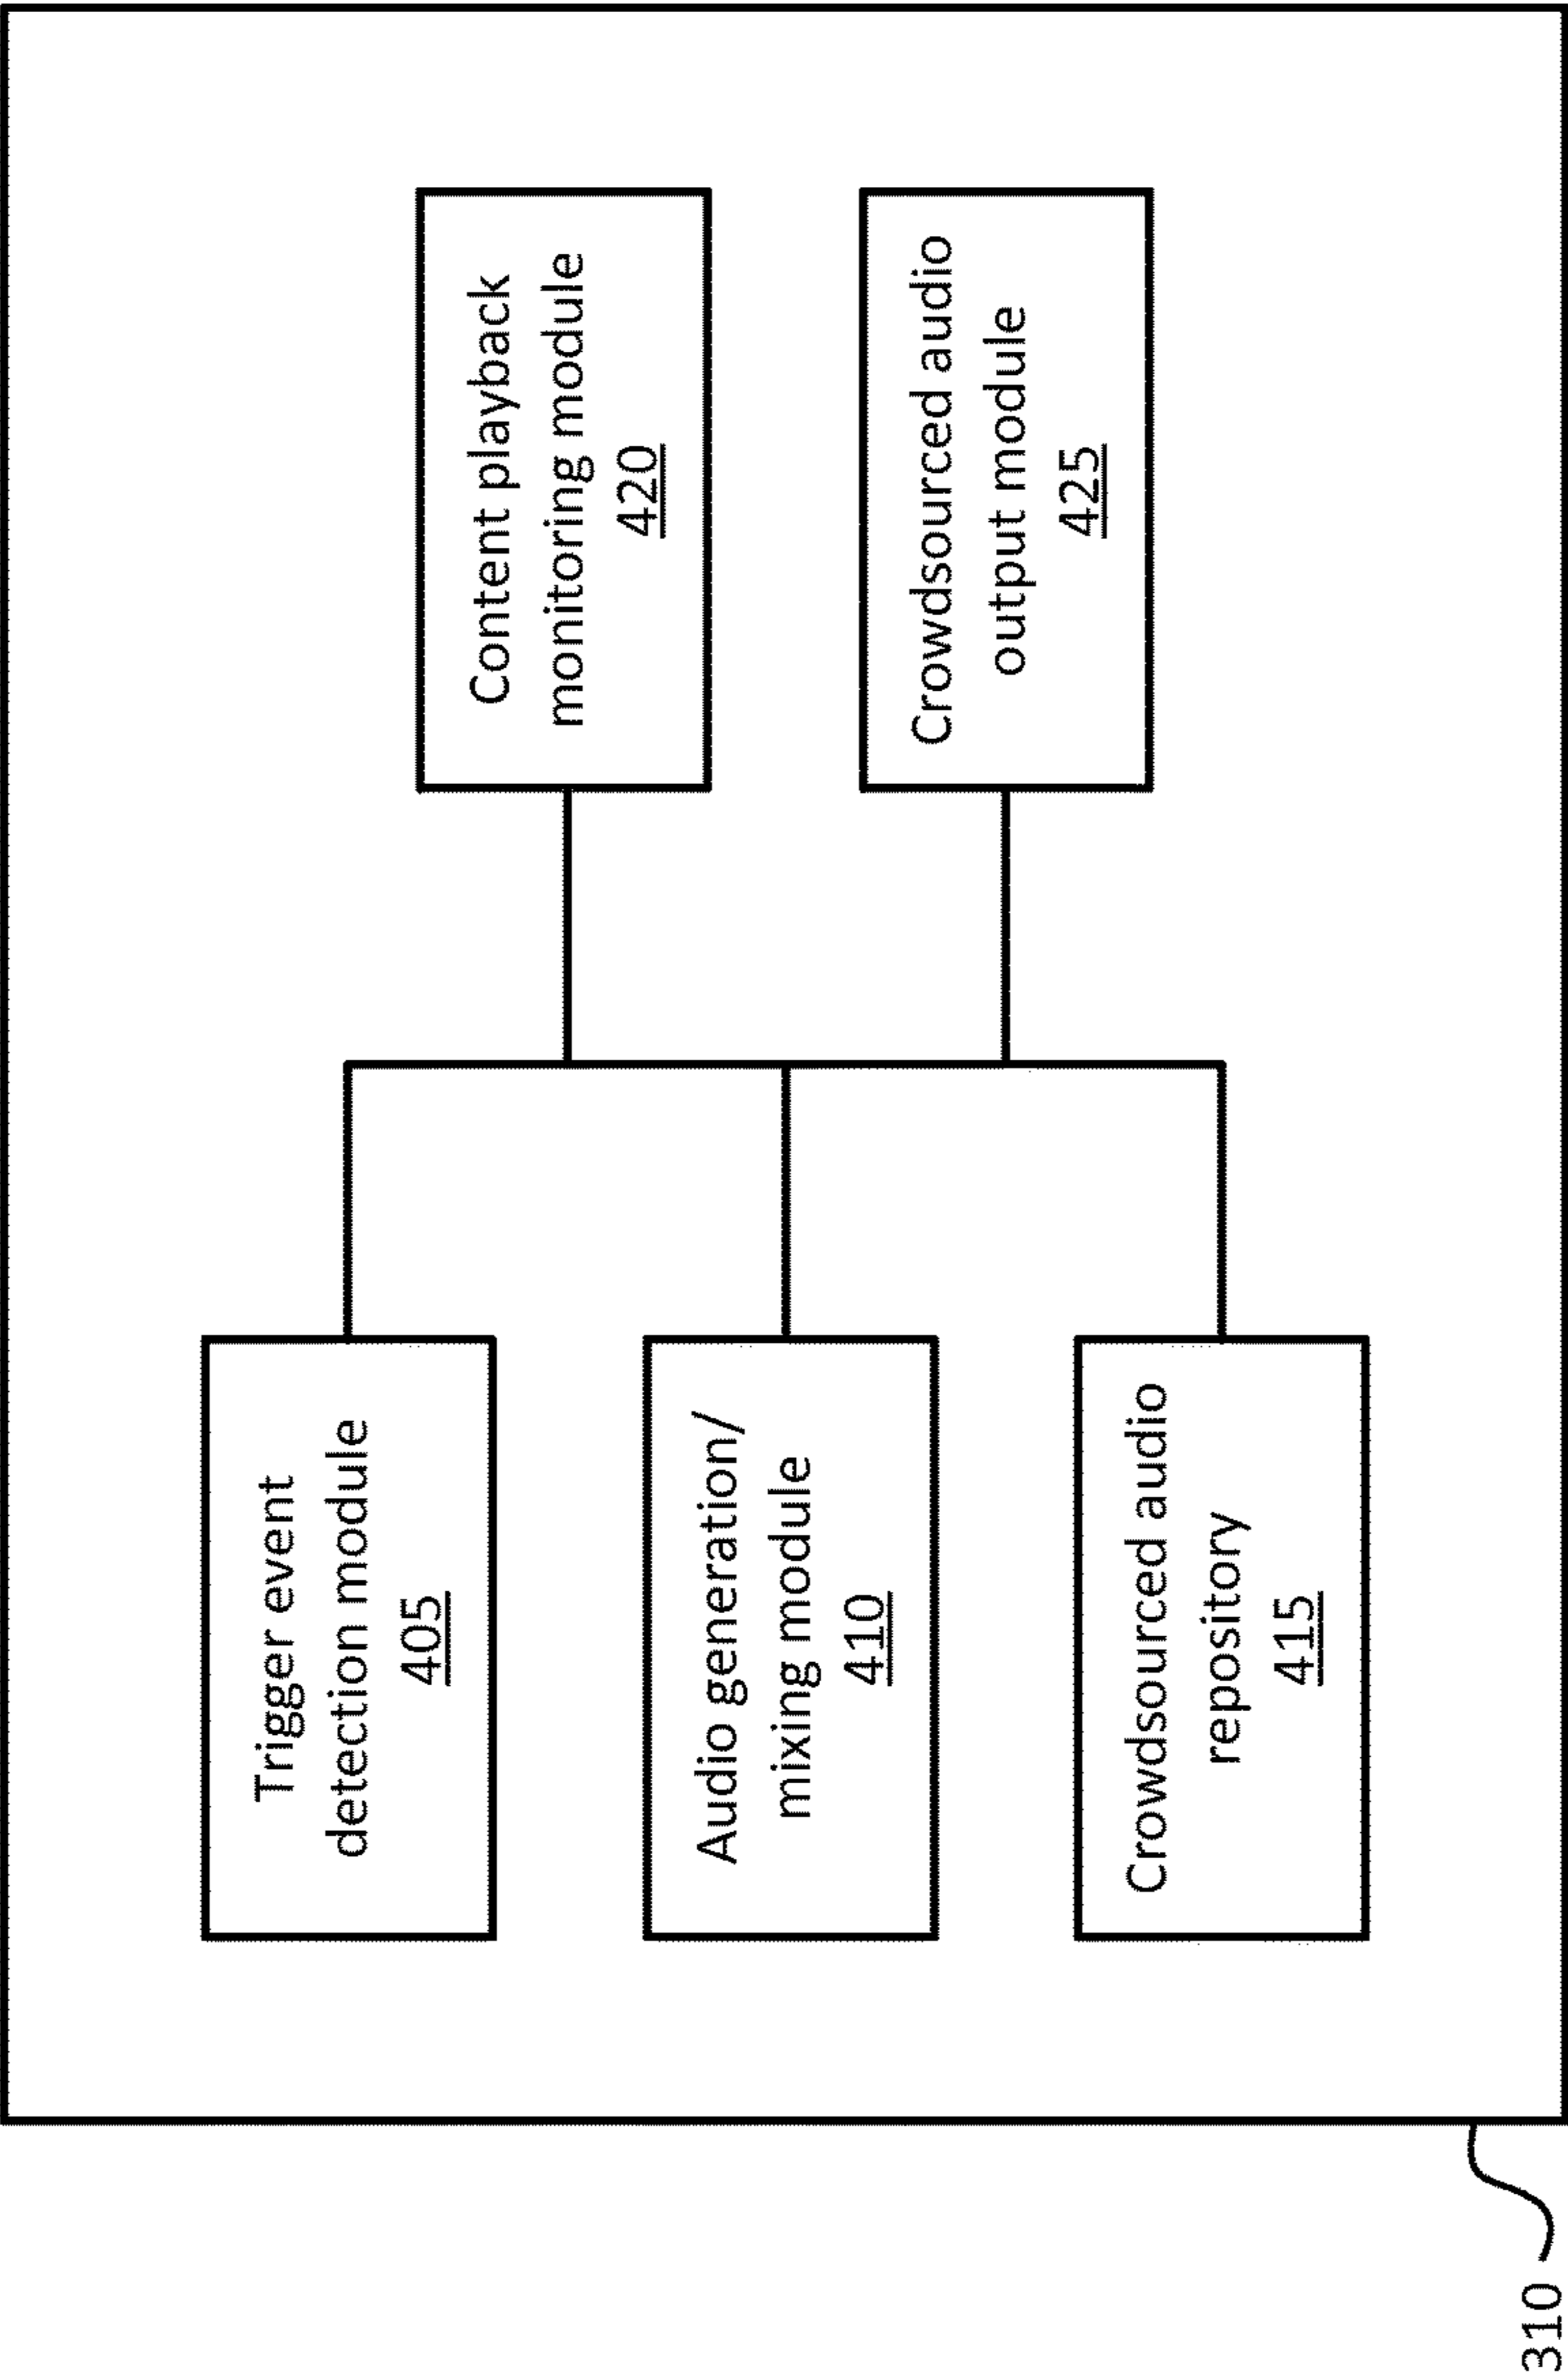 Trigger event
detection module
405
Audio generation/
mixing module
410
Crowdsourced audio
repository
415
Content playback
monitoring module
420
Crowdsourced audio
output module
425
310